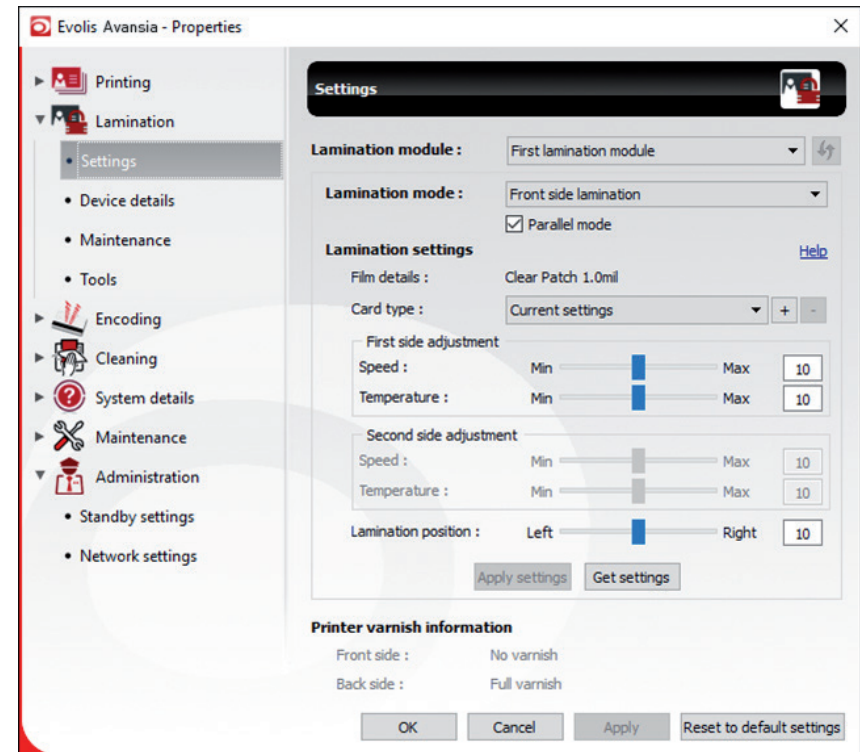 Evolis Avansia - Properties
Printing
Lamination
• Settings
• Device details
• Maintenance
• Tools
Encoding
Cleaning
System details
Maintenance
Administration
• Standby settings
• Network settings
Settings
Lamination module : First lamination module
Lamination mode : Front side lamination
Parallel mode
Lamination settings Help
Film details : Clear Patch 1.0mil
Card type : Current settings + -
First side adjustment
Speed : Min Max 10
Temperature : Min Max 10
Second side adjustment
Speed : Min Max 10
Temperature : Min Max 10
Lamination position : Left Right 10
Apply settings Get settings
Printer varnish information
Front side : No varnish
Back side : Full varnish
OK Cancel Apply Reset to default settings